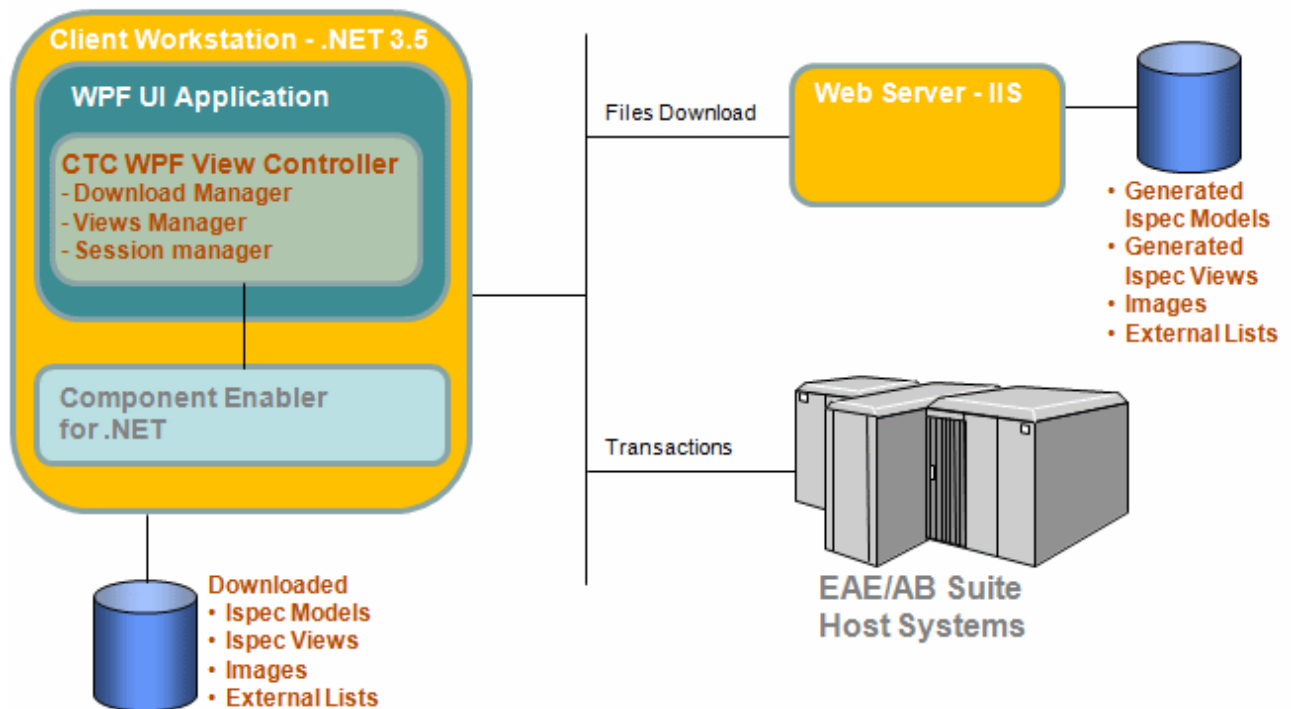 Client Workstation - .NET 3.5
WPF UI Application
CTC WPF View Controller
- Download Manager
- Views Manager
- Session manager
Component Enabler
for .NET
Downloaded
• Ispec Models
• Ispec Views
• Images
• External Lists
Files Download
Transactions
Web Server - IIS
• Generated
Ispec Models
• Generated
Ispec Views
• Images
• External Lists
EAE/AB Suite
Host Systems